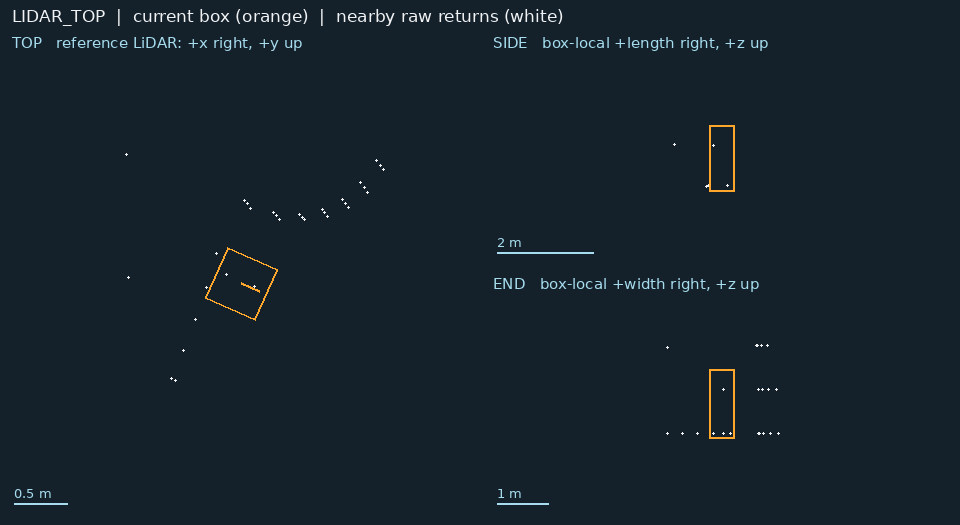 LIDAR_TOP | current box (orange) | nearby raw returns (white)
TOP reference LiDAR: +x right, +y up
SIDE box-local +length right, +z up
2 m
END box-local +width right, +z up
0.5 m
1 m